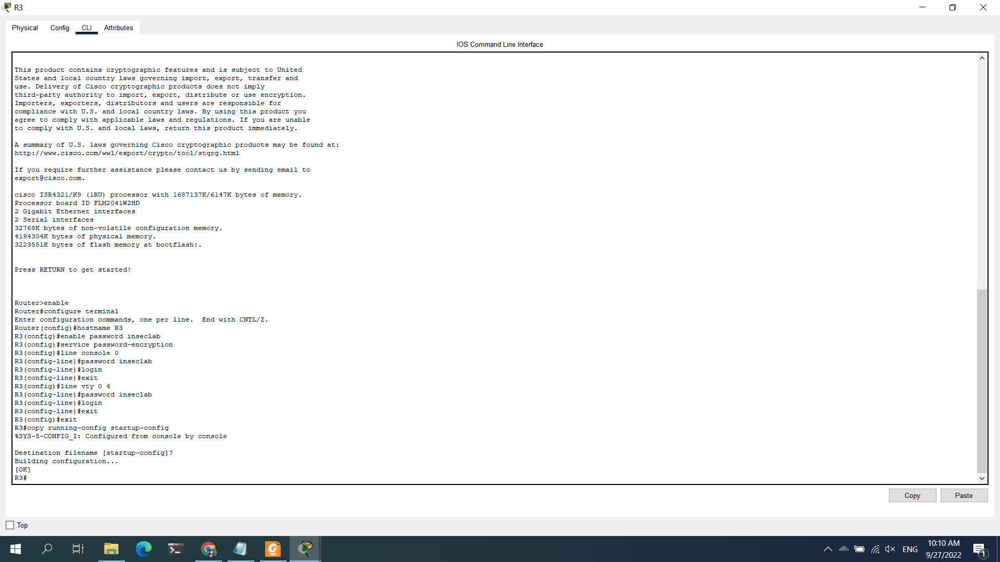 R3
Physical Config CLI Attributes
IOS Command Line Interface
This product contains cryptographic features and is subject to United
States and local country laws governing import, export, transfer and
use. Delivery of Cisco cryptographic products does not imply
third-party authority to import, export, distribute or use encryption.
Importers, exporters, distributors and users are responsible for
compliance with U.S. and local country laws. By using this product you
agree to comply with applicable laws and regulations. If you are unable
to comply with U.S. and local laws, return this product immediately.
A summary of U.S. laws governing Cisco cryptographic products may be found at:
http://www.cisco.com/wwl/export/crypto/tool/stqrg.html
If you require further assistance please contact us by sending email to
export@cisco.com.
cisco ISR4321/K9 (1RU) processor with 1687137K/6147K bytes of memory.
Processor board ID FLM2041W2HD
2 Gigabit Ethernet interfaces
2 Serial interfaces
32768K bytes of non-volatile configuration memory.
4194304K bytes of physical memory.
3223551K bytes of flash memory at bootflash:.
Press RETURN to get started!
Router>enable
Router#configure terminal
Enter configuration commands, one per line.  End with CNTL/Z.
Router(config)#hostname R3
R3(config)#enable password inseclab
R3(config)#service password-encryption
R3(config)#line console 0
R3(config-line)#password inseclab
R3(config-line)#login
R3(config-line)#exit
R3(config)#line vty 0 4
R3(config-line)#password inseclab
R3(config-line)#login
R3(config-line)#exit
R3(config)#exit
R3#copy running-config startup-config
%SYS-5-CONFIG_I: Configured from console by console
Destination filename [startup-config]?
Building configuration...
[OK]
R3#
Copy Paste
Top
PDF
ENG
10:10 AM
9/27/2022
1